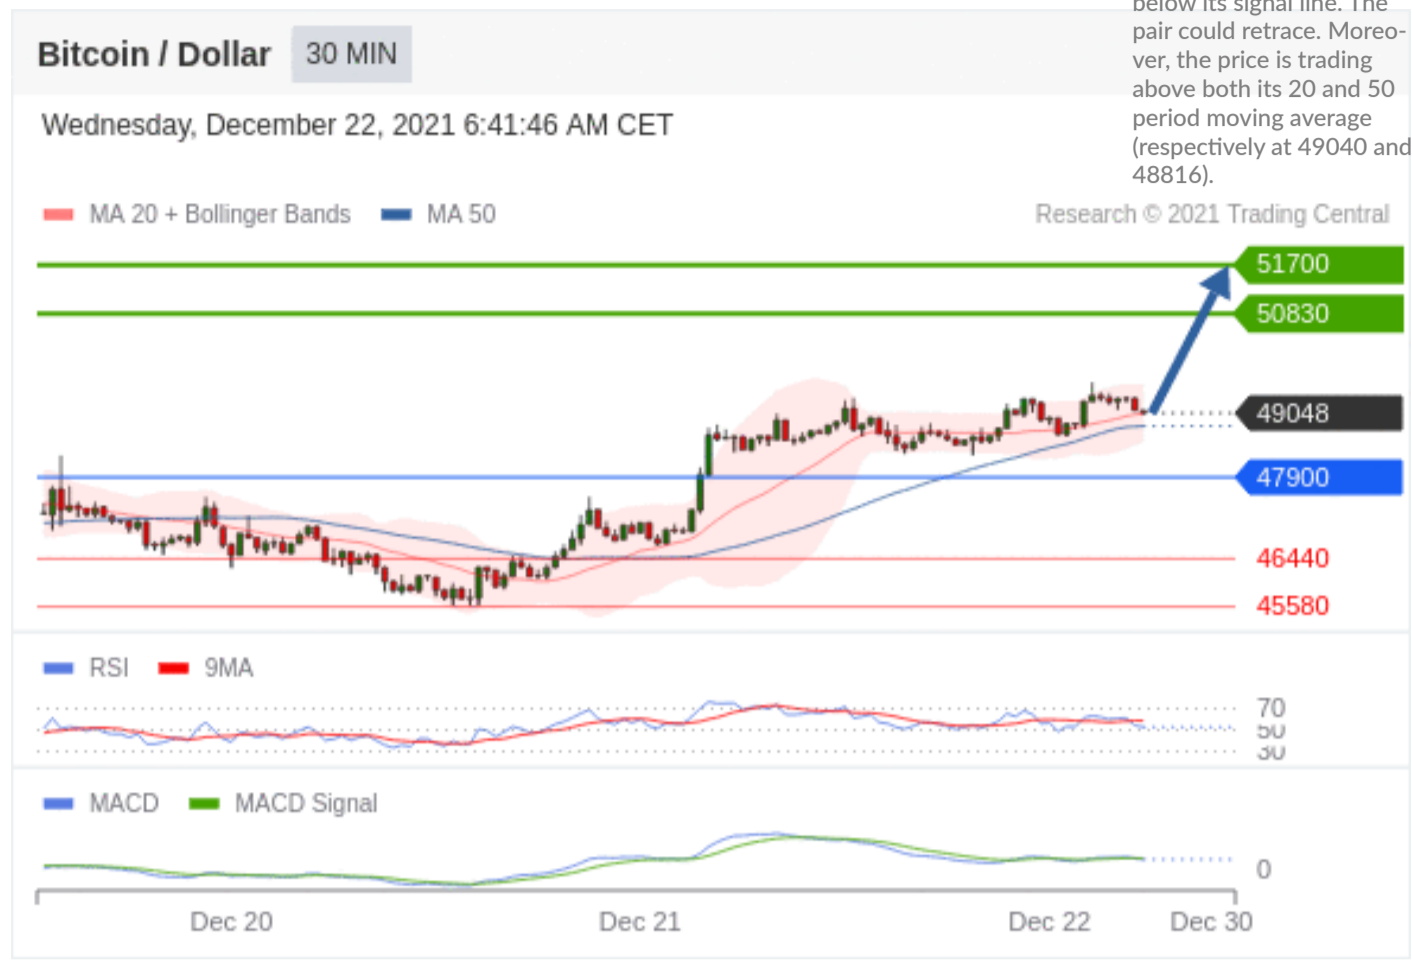 below its signal line. The
pair could retrace. Moreo-
ver, the price is trading
above both its 20 and 50
period moving average
(respectively at 49040 and
48816).
Bitcoin / Dollar 30 MIN
Wednesday, December 22, 2021 6:41:46 AM CET
MA 20 + Bollinger Bands MA 50
Research © 2021 Trading Central
51700
50830
49048
47900
46440
45580
RSI 9MA
70
50
30
MACD MACD Signal
0
Dec 20 Dec 21 Dec 22 Dec 30